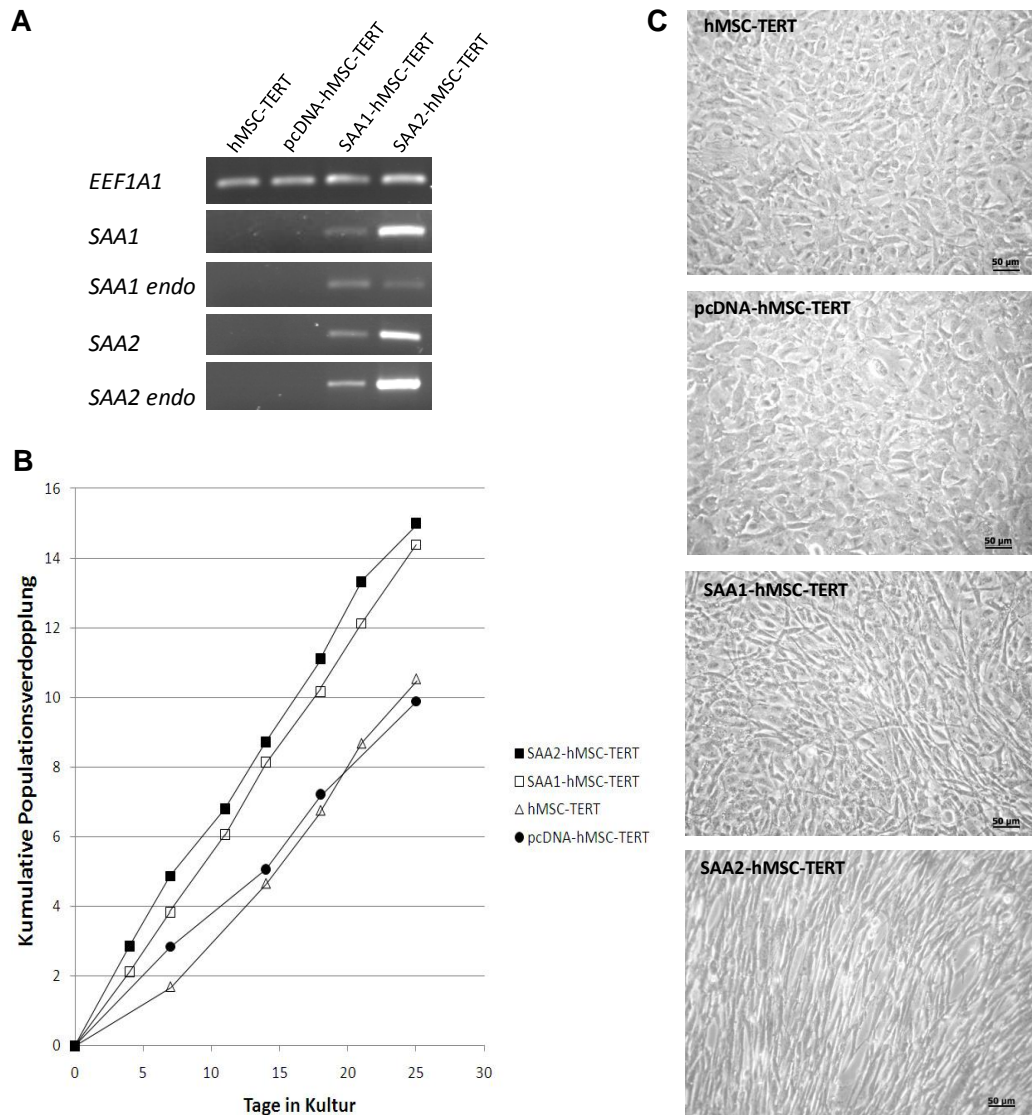 A
hMSC-TERT
pcDNA-hMSC-TERT
SAA1-hMSC-TERT
SAA2-hMSC-TERT
EEF1A1
SAA1
SAA1 endo
SAA2
SAA2 endo
B
16
14
12
10
8
6
4
2
0
0
5
10
15
20
25
30
Kumulative Populationsverdopplung
Tage in Kultur
SAA2-hMSC-TERT
SAA1-hMSC-TERT
hMSC-TERT
pcDNA-hMSC-TERT
C
hMSC-TERT
50 µm
pcDNA-hMSC-TERT
50 µm
SAA1-hMSC-TERT
50 µm
SAA2-hMSC-TERT
50 µm